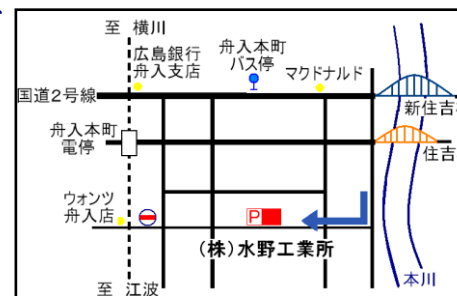 至 横川
広島銀行
舟入支店
舟入本町
バス停
マクドナルド
国道2号線
新住吉
舟入本町
電停
住吉
ウォンツ
舟入店
P
(株)水野工業所
本川
至 江波